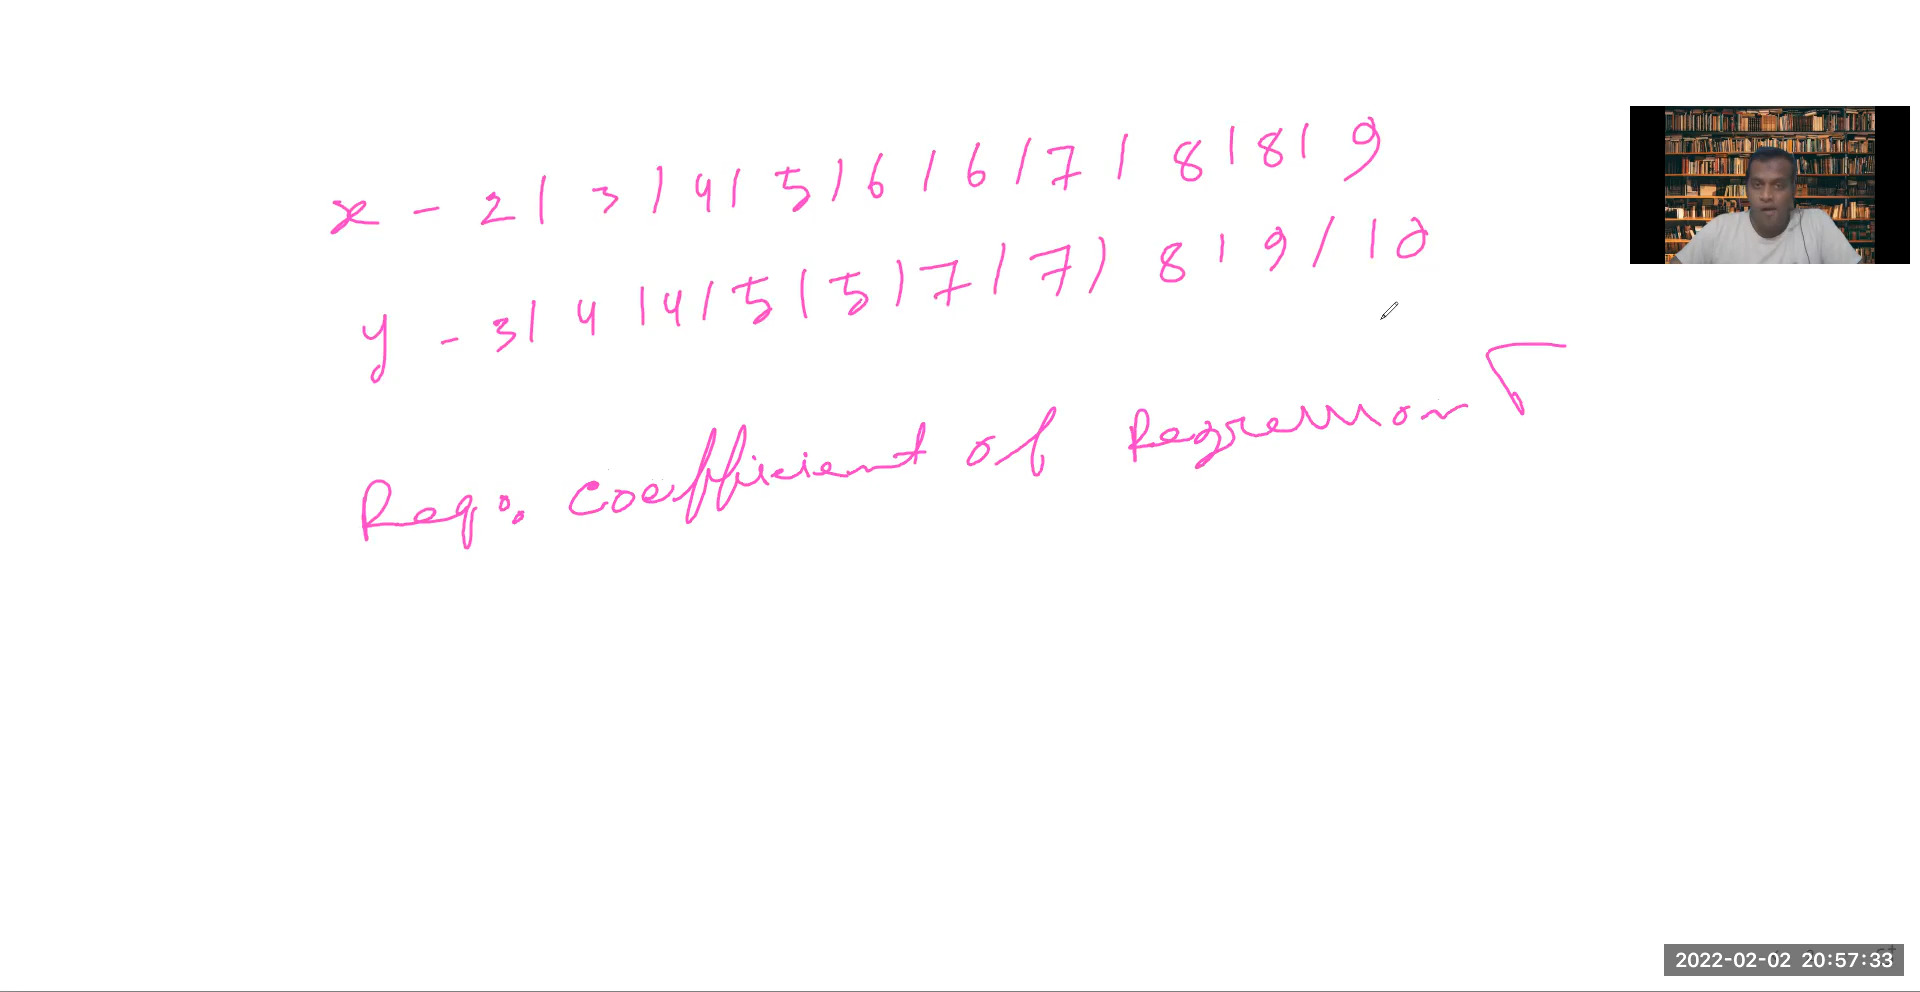 x - 2 / 3 / 4 / 5 / 6 / 6 / 7 / 8 / 8 / 9
y - 3 / 4 / 4 / 5 / 5 / 7 / 7 / 8 / 9 / 10
Req: Coefficient of Regression
2022-02-02 20:57:33